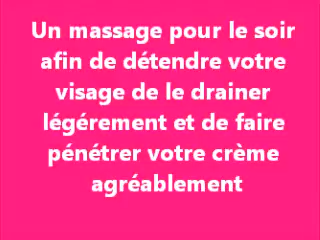 Un massage pour le soir
afin de détendre votre
visage de le drainer
légérement et de faire
pénétrer votre crème
agréablement